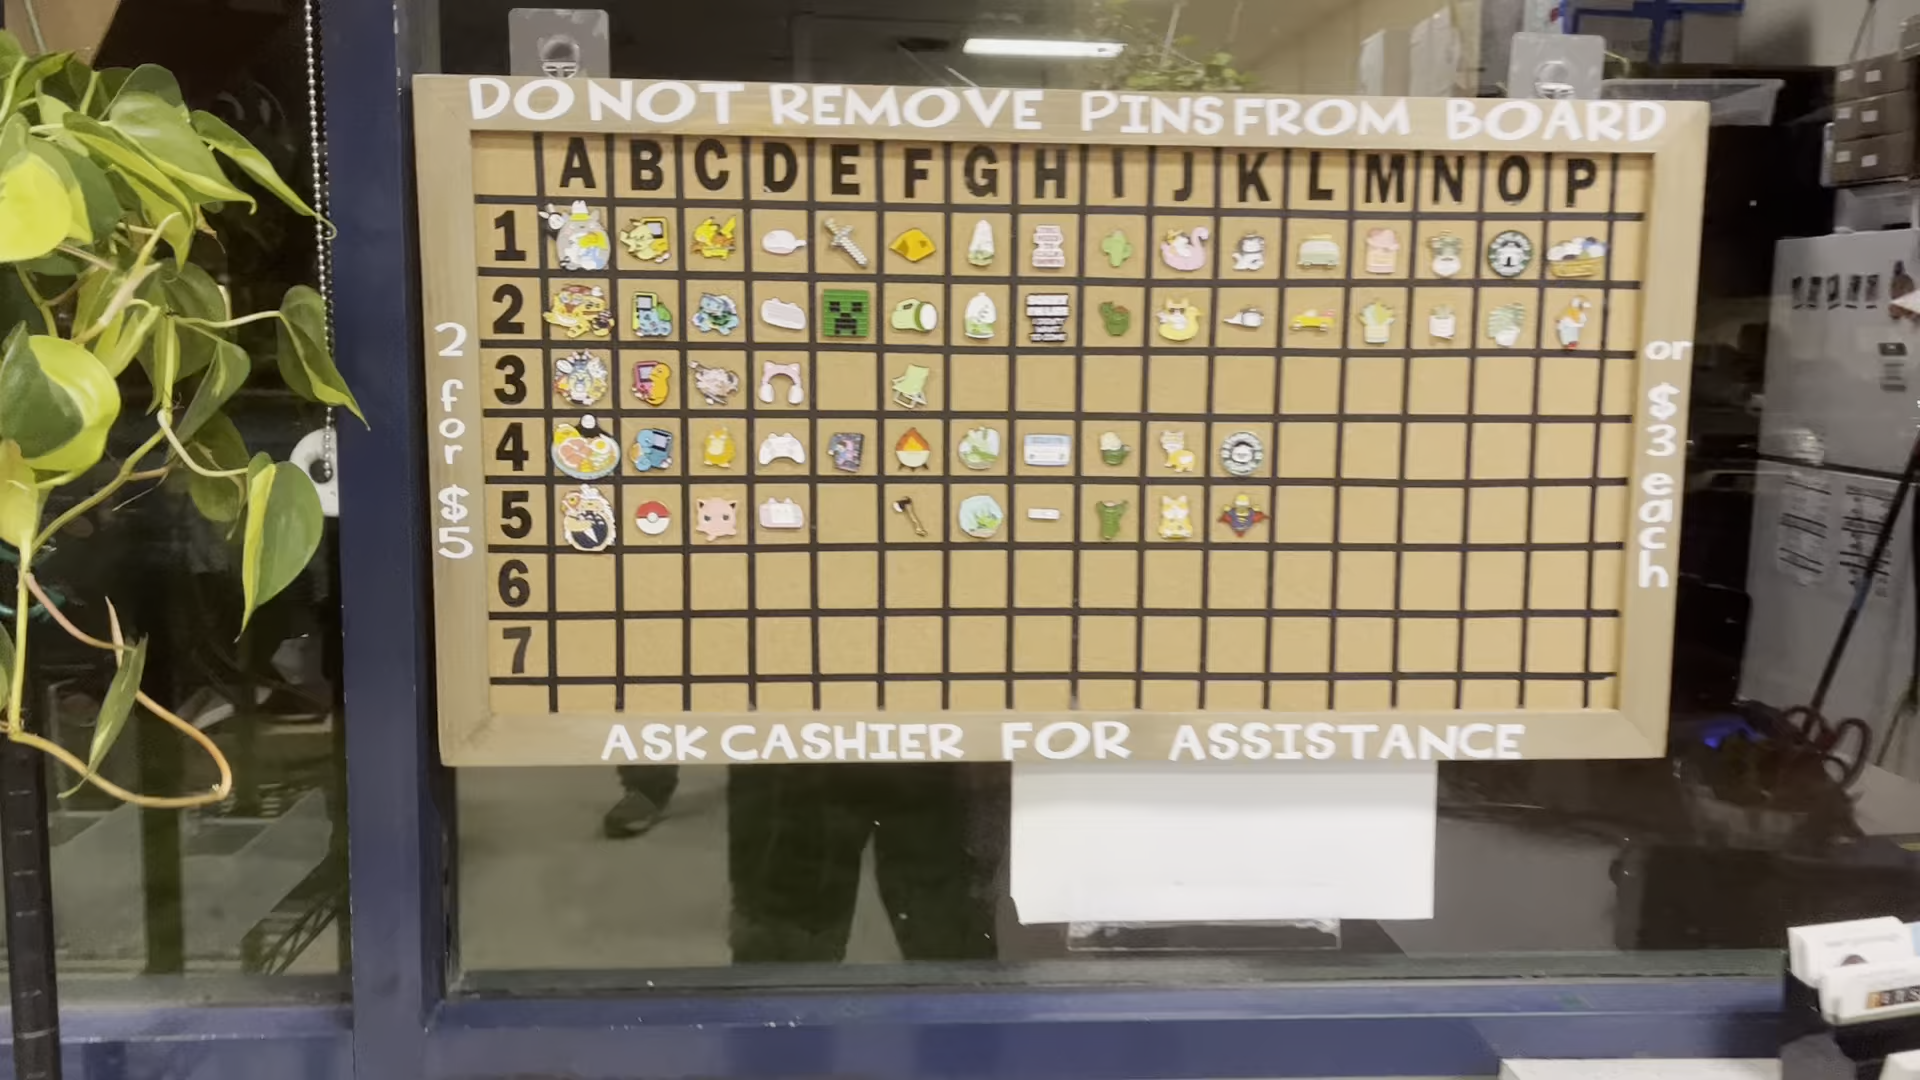 DO NOT REMOVE PINS FROM BOARD
A B C D E F G H I J K L M N O P
1
2
3
4
5
6
7
2 for $5
or $3 each
ASK CASHIER FOR ASSISTANCE